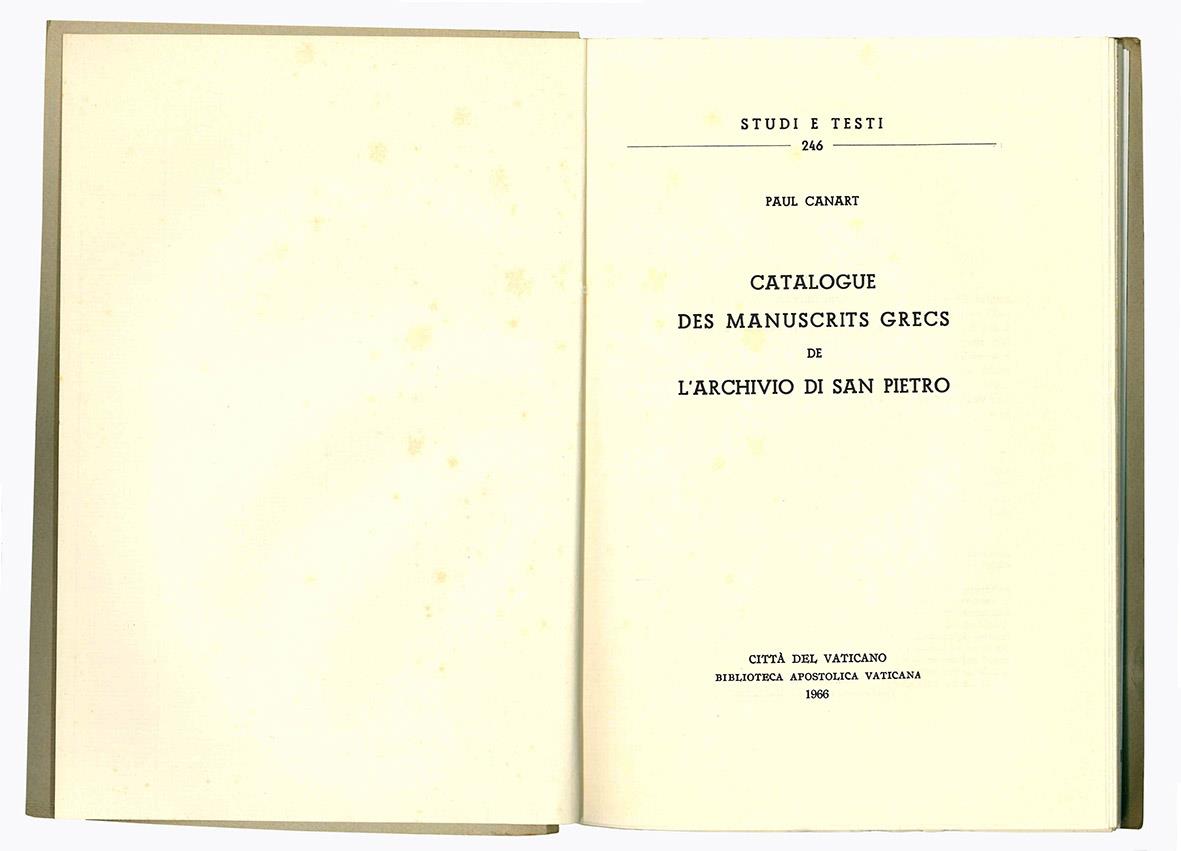 STUDI E TESTI
246
PAUL CANART
CATALOGUE
DES MANUSCRITS GRECS
DE
L'ARCHIVIO DI SAN PIETRO
CITTÀ DEL VATICANO
BIBLIOTECA APOSTOLICA VATICANA
1966